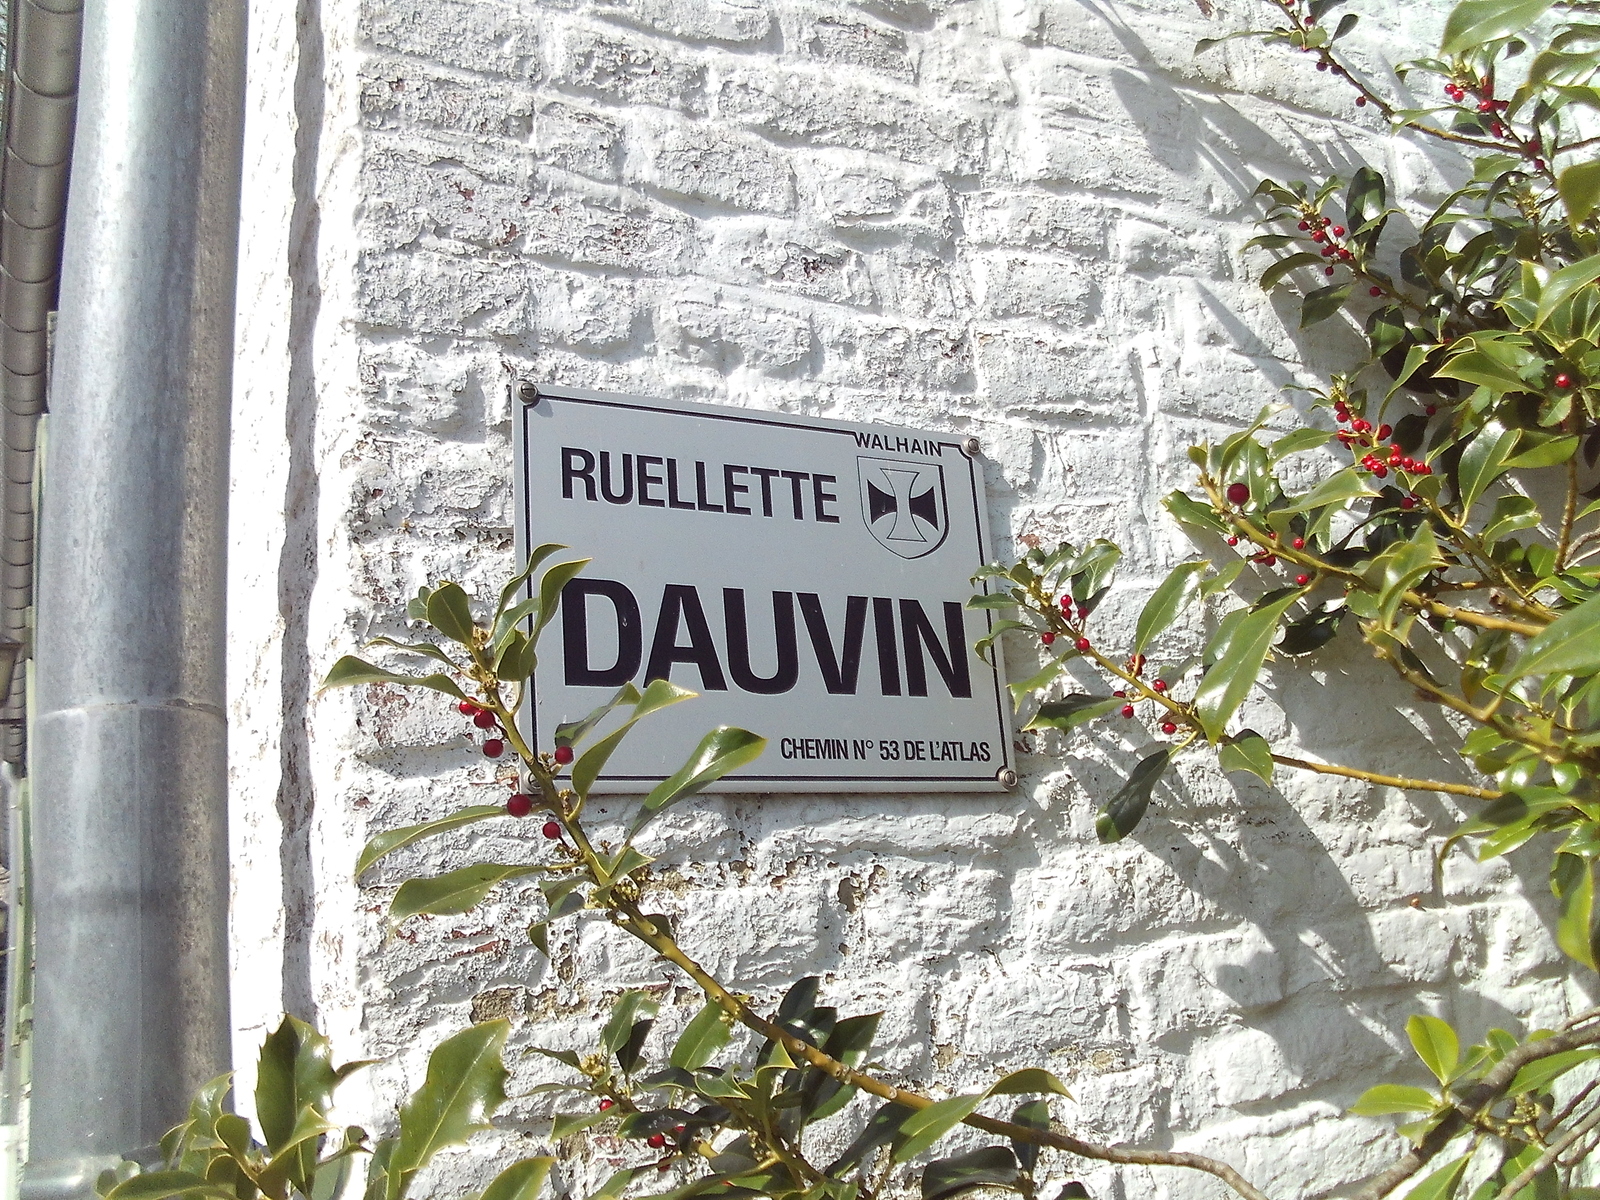 WALHAIN
RUELLETTE
DAUVIN
CHEMIN N° 53 DE L'ATLAS